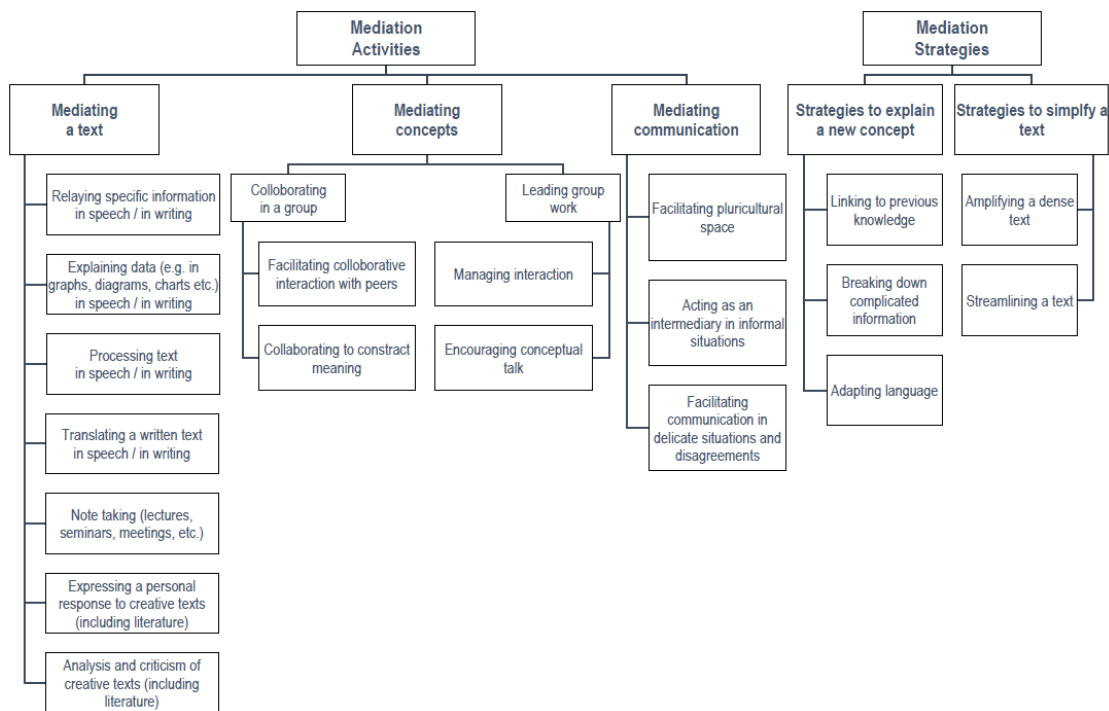 Mediation
Activities
Mediation
Strategies
Mediating
a text
Mediating
concepts
Mediating
communication
Strategies to explain
a new concept
Strategies to simplfy a
text
Relaying specific information
in speech / in writing
Explaining data (e.g. in
graphs, diagrams, charts etc.)
in speech / in writing
Processing text
in speech / in writing
Translating a written text
in speech / in writing
Note taking (lectures,
seminars, meetings, etc.)
Expressing a personal
response to creative texts
(including literature)
Analysis and criticism of
creative texts (including
literature)
Colloborating
in a group
Facilitating colloborative
interaction with peers
Collaborating to constract
meaning
Leading group
work
Managing interaction
Encouraging conceptual
talk
Facilitating pluricultural
space
Acting as an
intermediary in informal
situations
Facilitating
communication in
delicate situations and
disagreements
Linking to previous
knowledge
Breaking down
complicated
information
Adapting language
Amplifying a dense
text
Streamlining a text